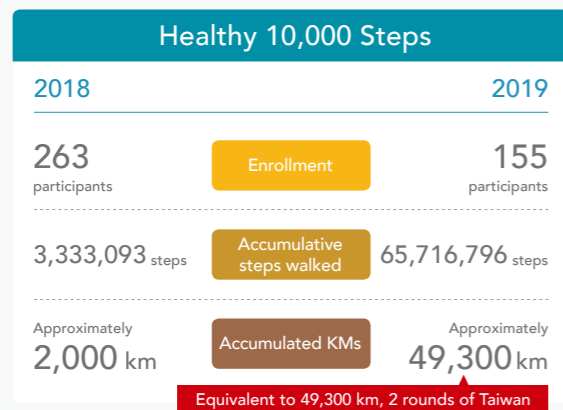 Healthy 10,000 Steps
2018
2019
263
participants
Enrollment
155
participants
3,333,093 steps
Accumulative
steps walked
65,716,796 steps
Approximately
2,000 km
Accumulated KMs
Approximately
49,300 km
Equivalent to 49,300 km, 2 rounds of Taiwan